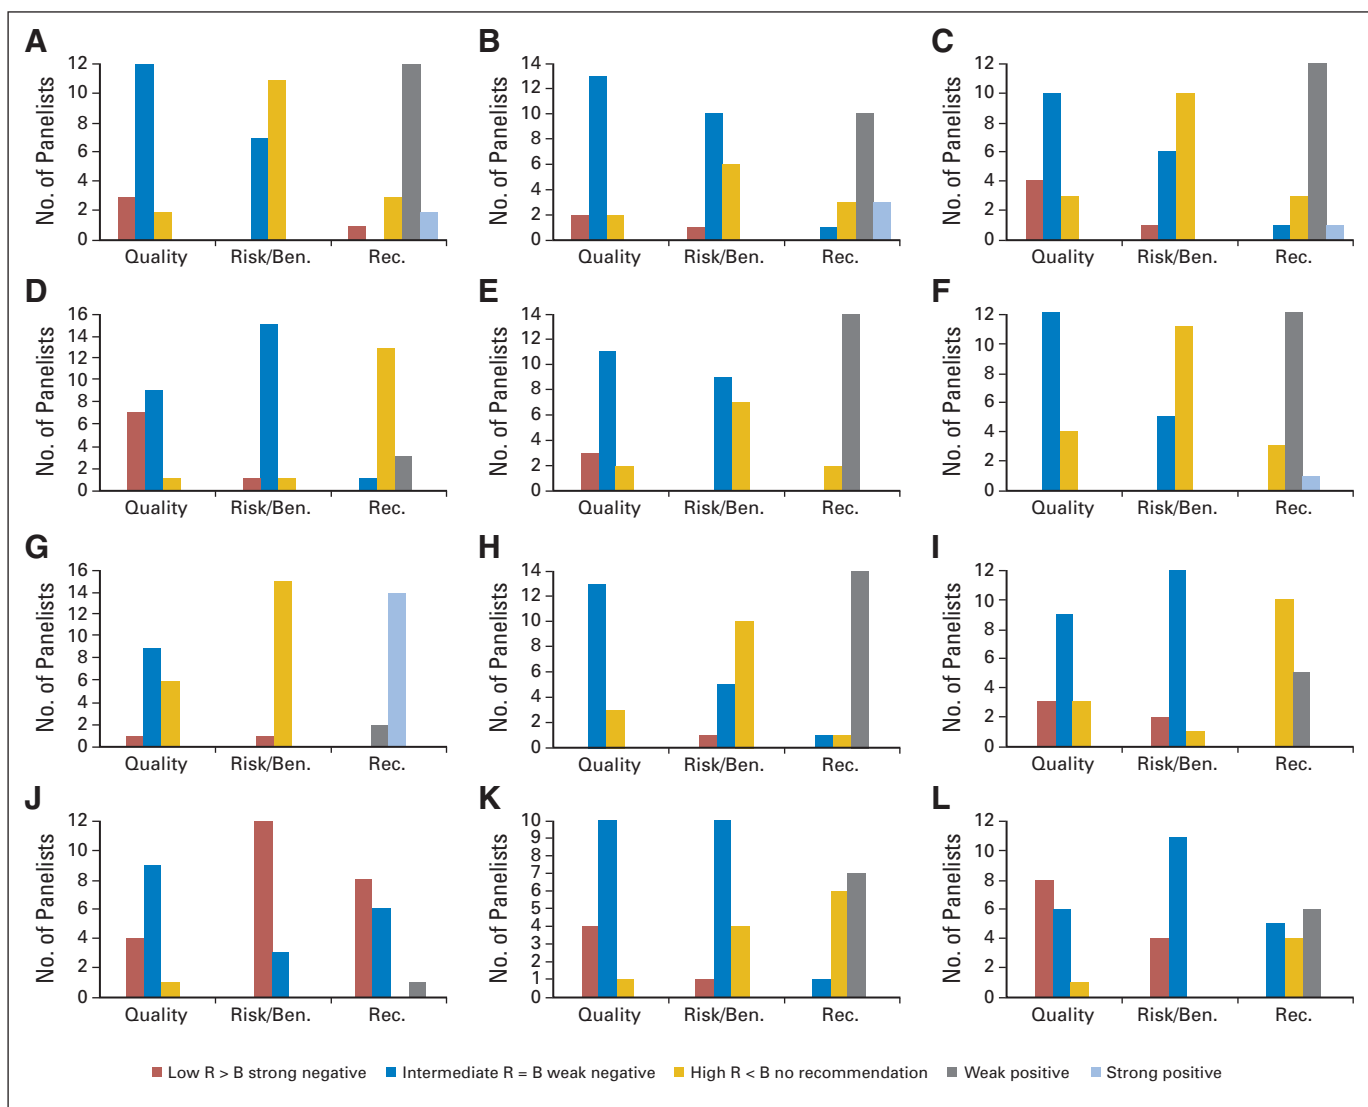 A
No. of Panelists
12
10
8
6
4
2
0
Quality Risk/Ben. Rec.
B
No. of Panelists
14
12
10
8
6
4
2
0
Quality Risk/Ben. Rec.
C
No. of Panelists
12
10
8
6
4
2
0
Quality Risk/Ben. Rec.
D
No. of Panelists
16
14
12
10
8
6
4
2
0
Quality Risk/Ben. Rec.
E
No. of Panelists
14
12
10
8
6
4
2
0
Quality Risk/Ben. Rec.
F
No. of Panelists
12
10
8
6
4
2
0
Quality Risk/Ben. Rec.
G
No. of Panelists
16
14
12
10
8
6
4
2
0
Quality Risk/Ben. Rec.
H
No. of Panelists
14
12
10
8
6
4
2
0
Quality Risk/Ben. Rec.
I
No. of Panelists
12
10
8
6
4
2
0
Quality Risk/Ben. Rec.
J
No. of Panelists
12
10
8
6
4
2
0
Quality Risk/Ben. Rec.
K
No. of Panelists
10
9
8
7
6
5
4
3
2
1
0
Quality Risk/Ben. Rec.
L
No. of Panelists
12
10
8
6
4
2
0
Quality Risk/Ben. Rec.
Low R > B strong negative Intermediate R = B weak negative High R < B no recommendation Weak positive Strong positive